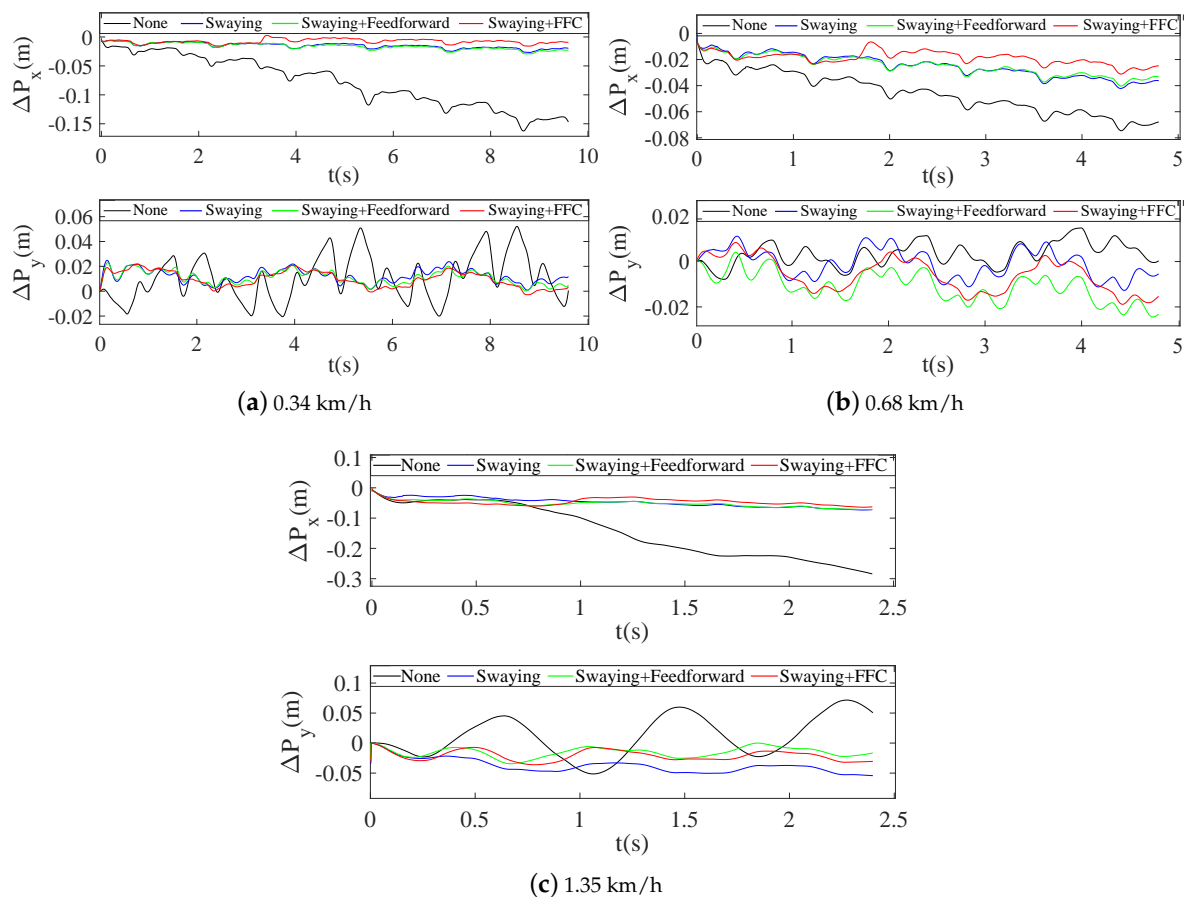 None Swaying Swaying+Feedforward Swaying+FFC
0
-0.05
-0.1
-0.15
ΔP_x(m)
0 2 4 6 8 10
t(s)
None Swaying Swaying+Feedforward Swaying+FFC
0.06
0.04
0.02
0
-0.02
ΔP_y(m)
0 2 4 6 8 10
t(s)
(a) 0.34 km/h
None Swaying Swaying+Feedforward Swaying+FFC
0
-0.02
-0.04
-0.06
-0.08
ΔP_x(m)
0 1 2 3 4 5
t(s)
None Swaying Swaying+Feedforward Swaying+FFC
0.02
0
-0.02
ΔP_y(m)
0 1 2 3 4 5
t(s)
(b) 0.68 km/h
None Swaying Swaying+Feedforward Swaying+FFC
0.1
0
-0.1
-0.2
-0.3
ΔP_x(m)
0 0.5 1 1.5 2 2.5
t(s)
None Swaying Swaying+Feedforward Swaying+FFC
0.1
0.05
0
-0.05
ΔP_y(m)
0 0.5 1 1.5 2 2.5
t(s)
(c) 1.35 km/h